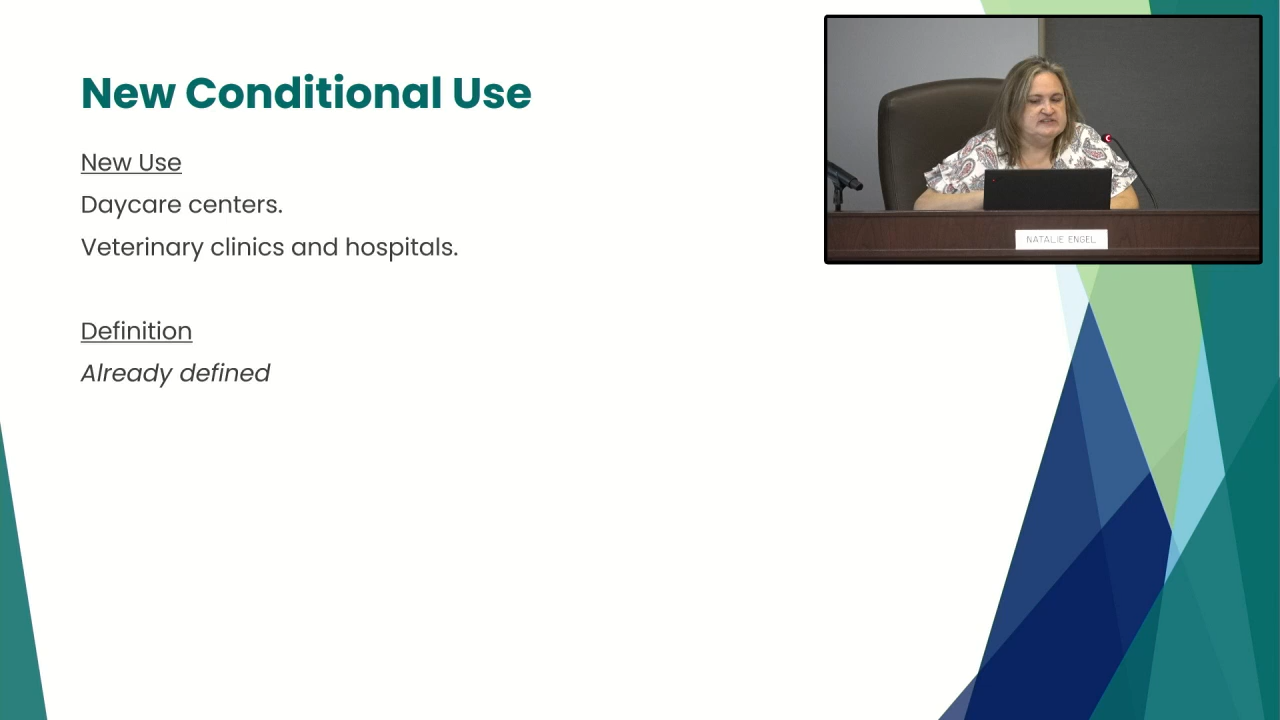 New Conditional Use
New Use
Daycare centers.
Veterinary clinics and hospitals.
Definition
Already defined
NATALIE ENGEL